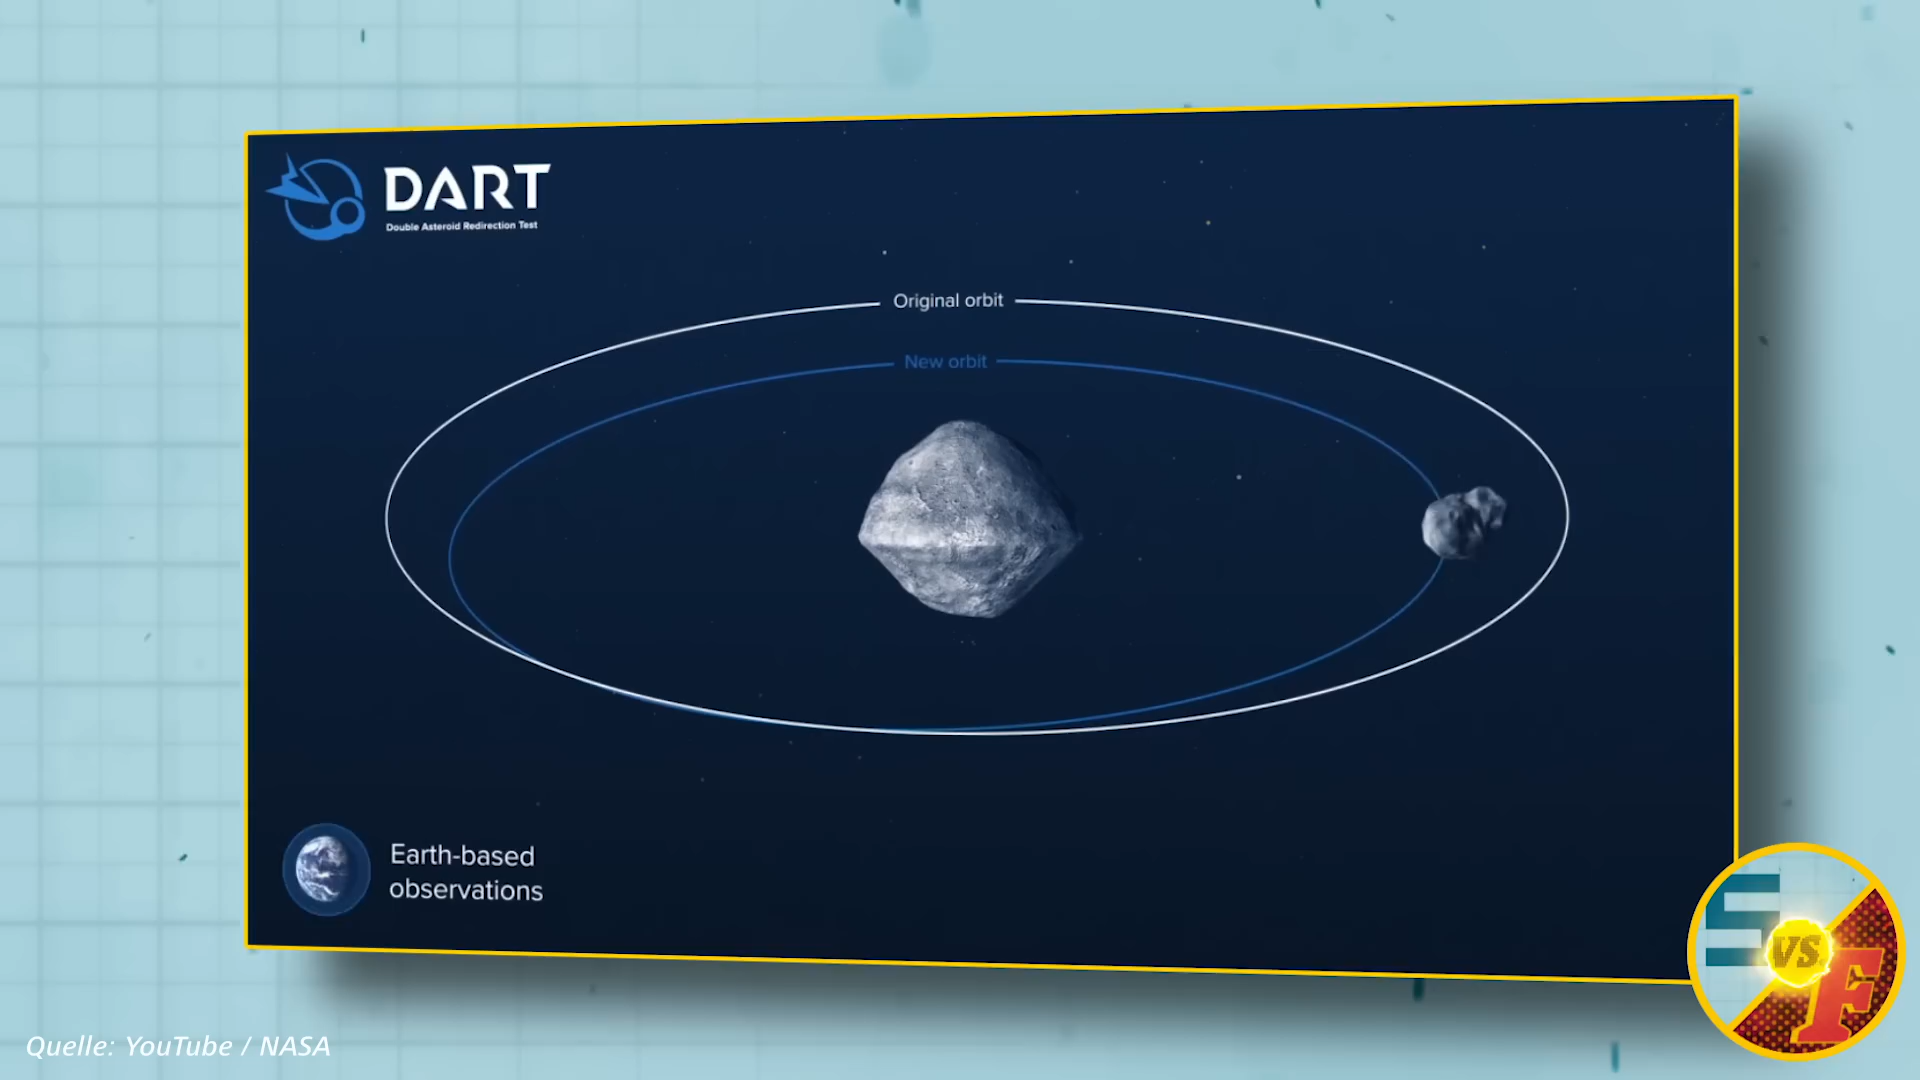 DART
Double Asteroid Redirection Test
Original orbit
New orbit
Earth-based
observations
S VS F
Quelle: YouTube / NASA